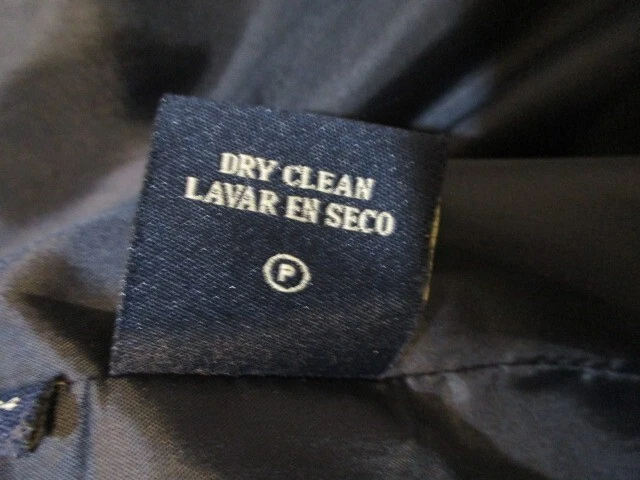 DRY CLEAN
LAVAR EN SECO
P